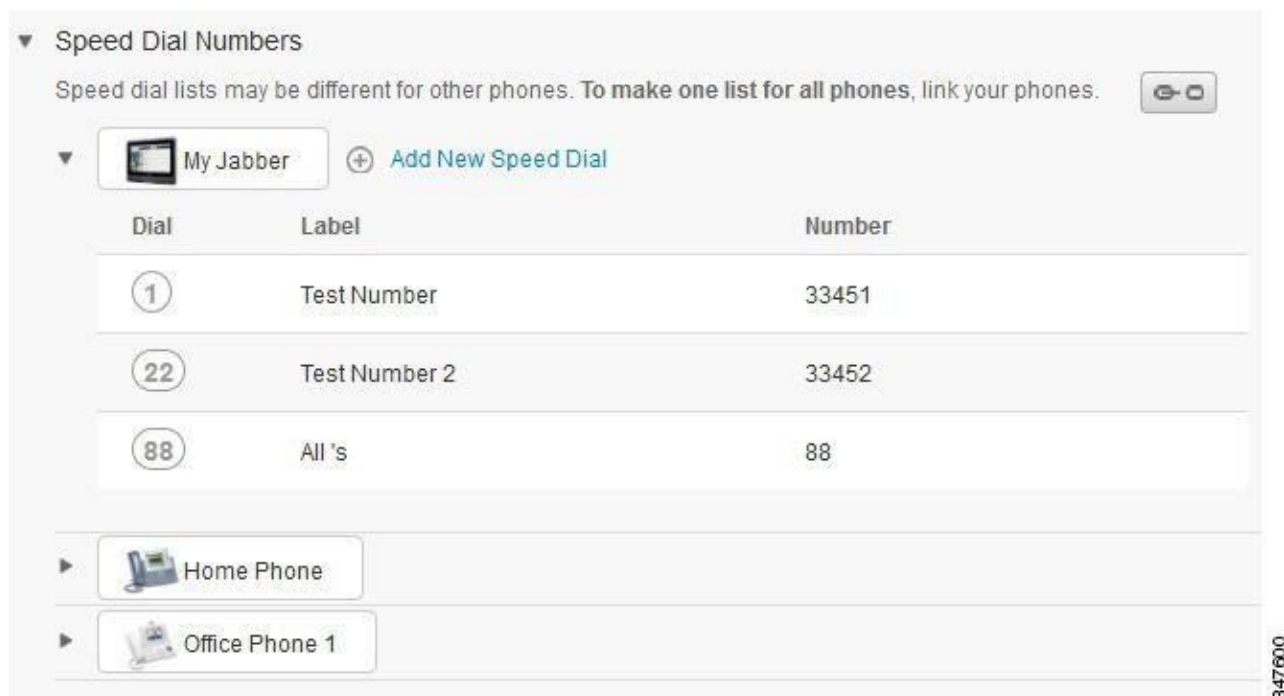 Speed Dial Numbers
Speed dial lists may be different for other phones. To make one list for all phones, link your phones.
My Jabber Add New Speed Dial
Dial Label Number
1 Test Number 33451
22 Test Number 2 33452
88 All 's 88
Home Phone
Office Phone 1
347600